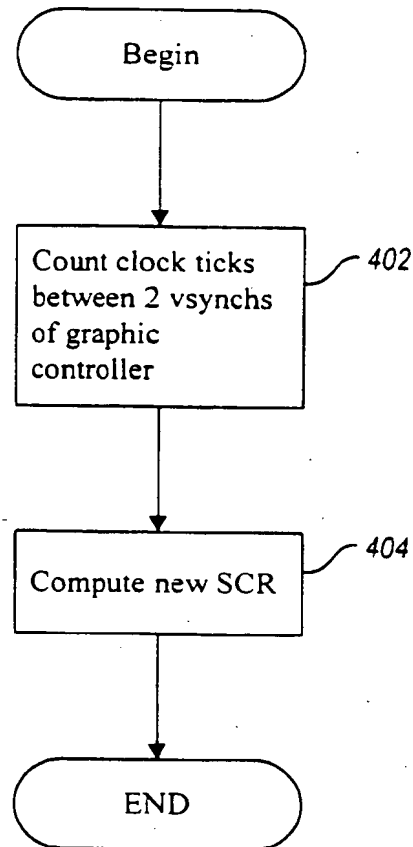 Begin
Count clock ticks
between 2 vsynchs
of graphic
controller
402
Compute new SCR
404
END